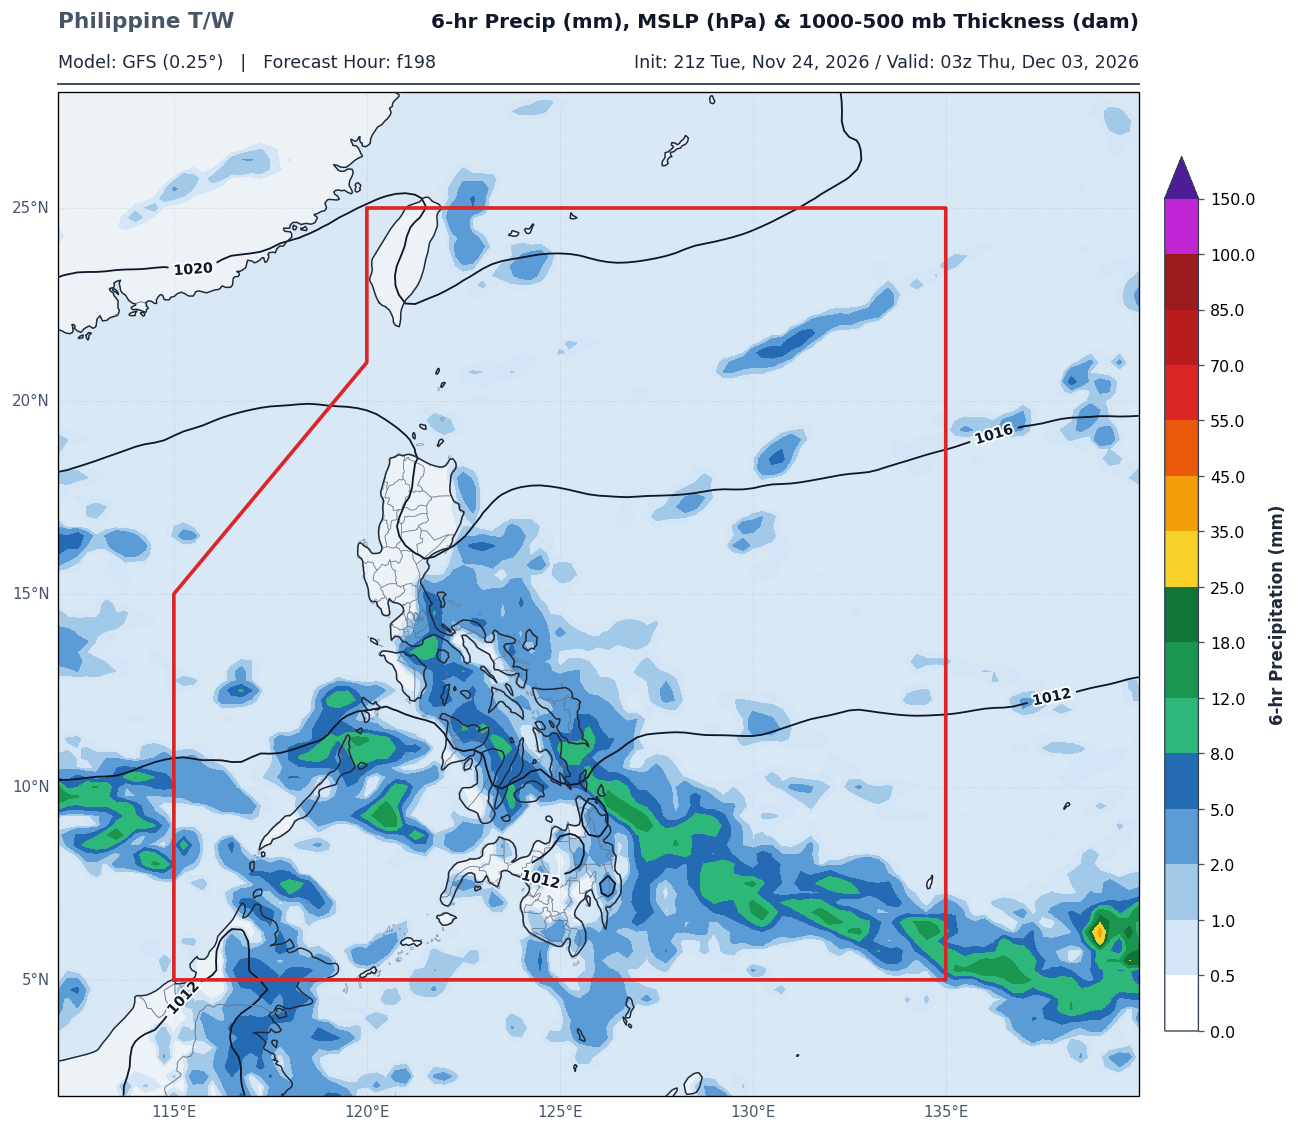 Philippine T/W
6-hr Precip (mm), MSLP (hPa) & 1000-500 mb Thickness (dam)
Model: GFS (0.25°) | Forecast Hour: f198
Init: 21z Tue, Nov 24, 2026 / Valid: 03z Thu, Dec 03, 2026
25°N
20°N
15°N
10°N
5°N
115°E
120°E
125°E
130°E
135°E
1020
1016
1012
1012
1012
150.0
100.0
85.0
70.0
55.0
45.0
35.0
25.0
18.0
12.0
8.0
5.0
2.0
1.0
0.5
0.0
6-hr Precipitation (mm)